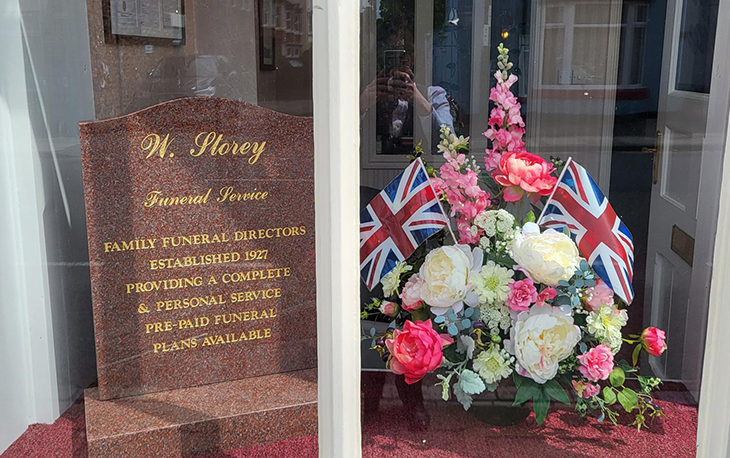 W. Storey
Funeral Service
FAMILY FUNERAL DIRECTORS
ESTABLISHED 1927
PROVIDING A COMPLETE
& PERSONAL SERVICE
PRE-PAID FUNERAL
PLANS AVAILABLE